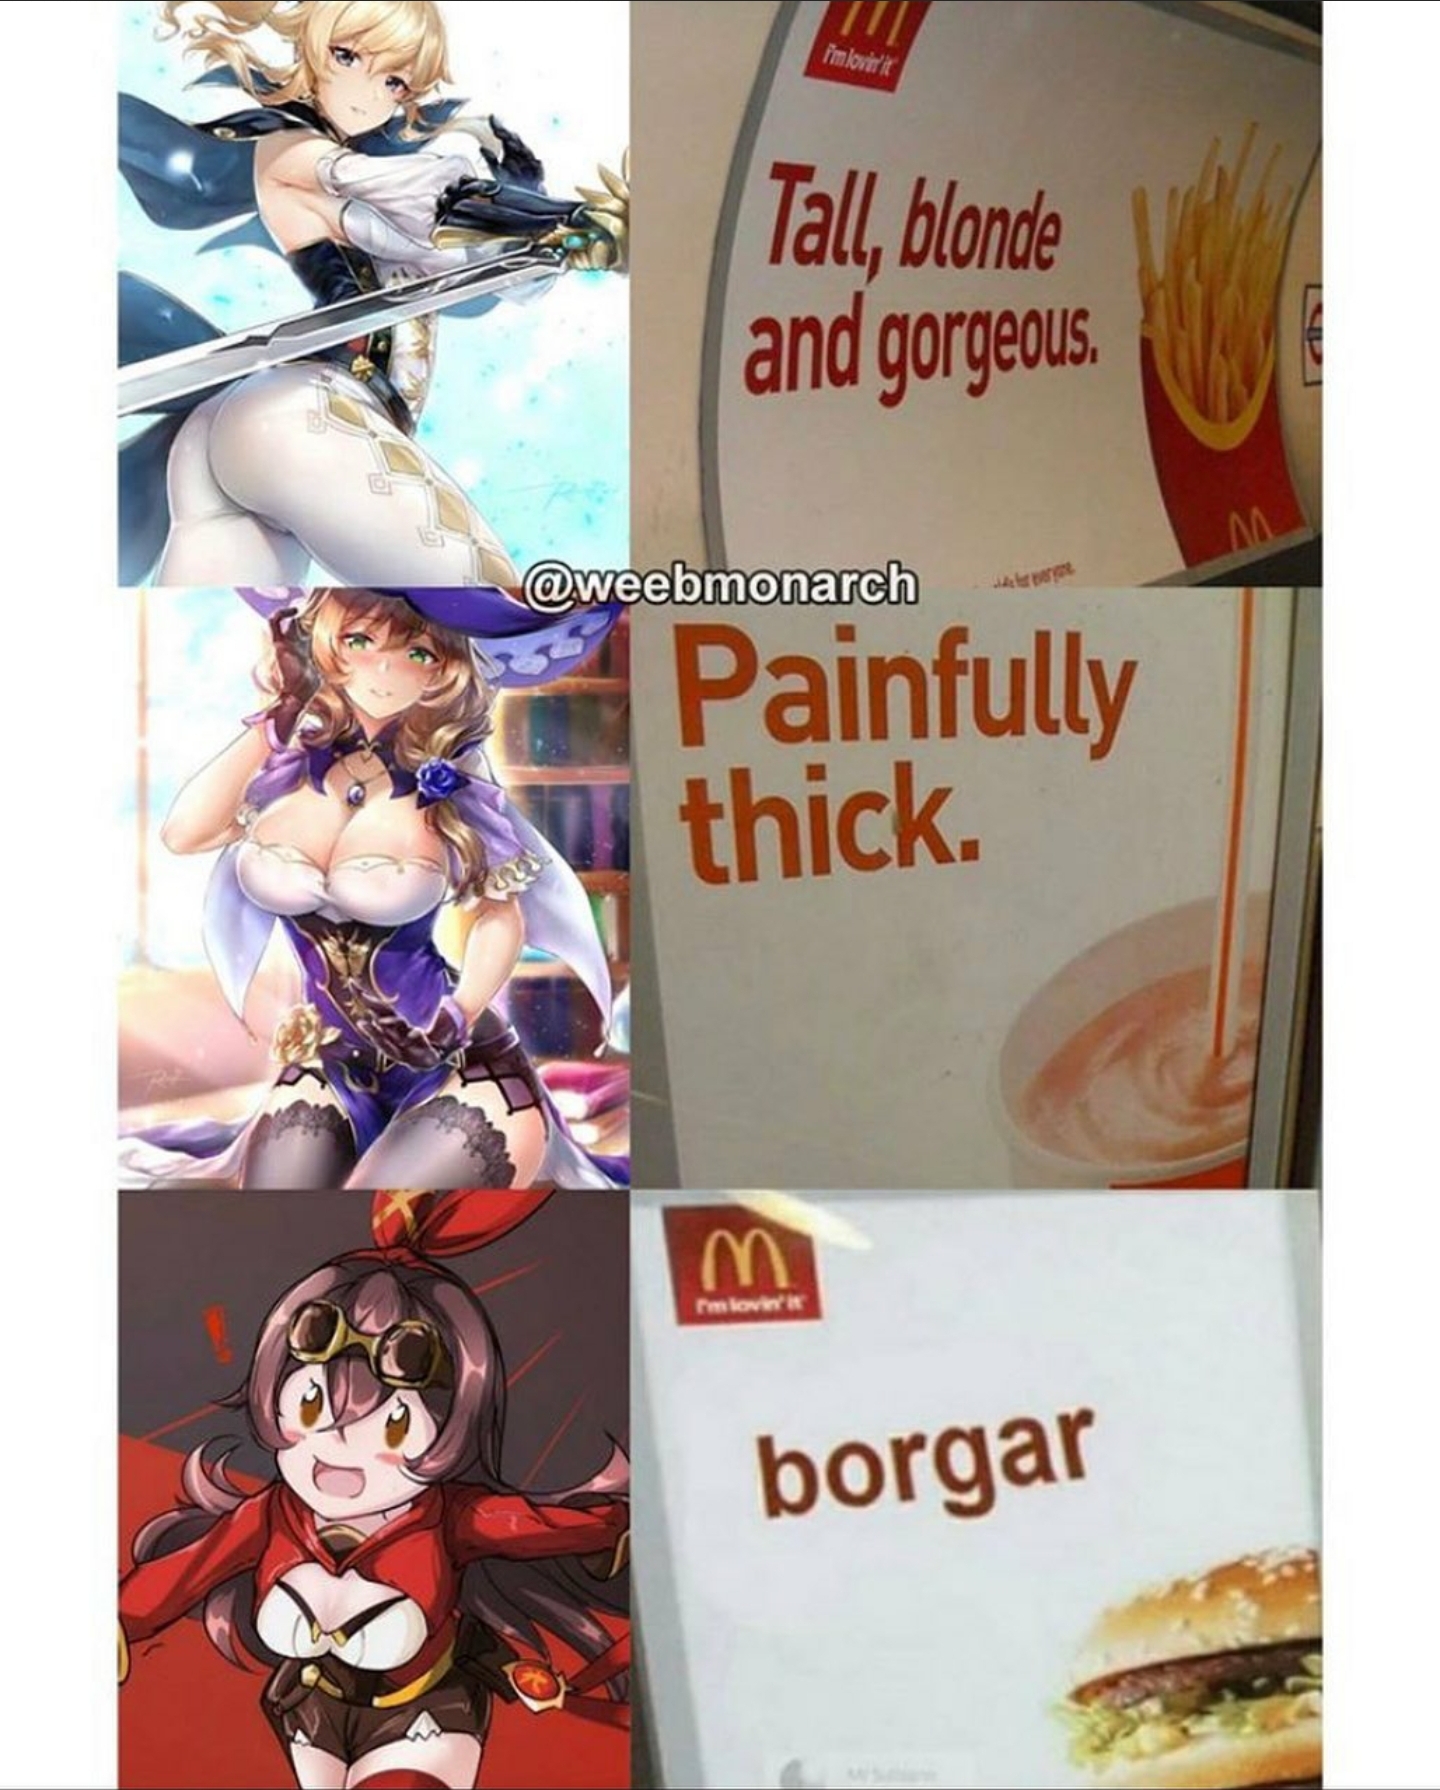 I'm lovin' it
Tall, blonde
and gorgeous.
@weebmonarch
Painfully
thick.
I'm lovin' it
borgar